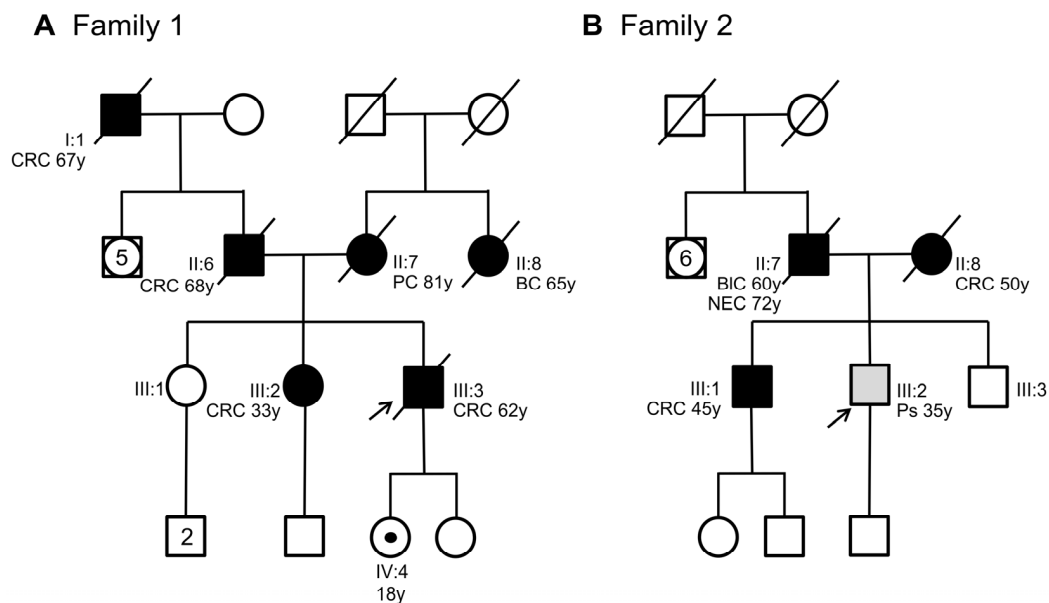 A Family 1
I:1
CRC 67y
5
II:6
CRC 68y
II:7
PC 81y
II:8
BC 65y
III:1
III:2
CRC 33y
III:3
CRC 62y
2
IV:4
18y
B Family 2
6
II:7
BIC 60y
NEC 72y
II:8
CRC 50y
III:1
CRC 45y
III:2
Ps 35y
III:3